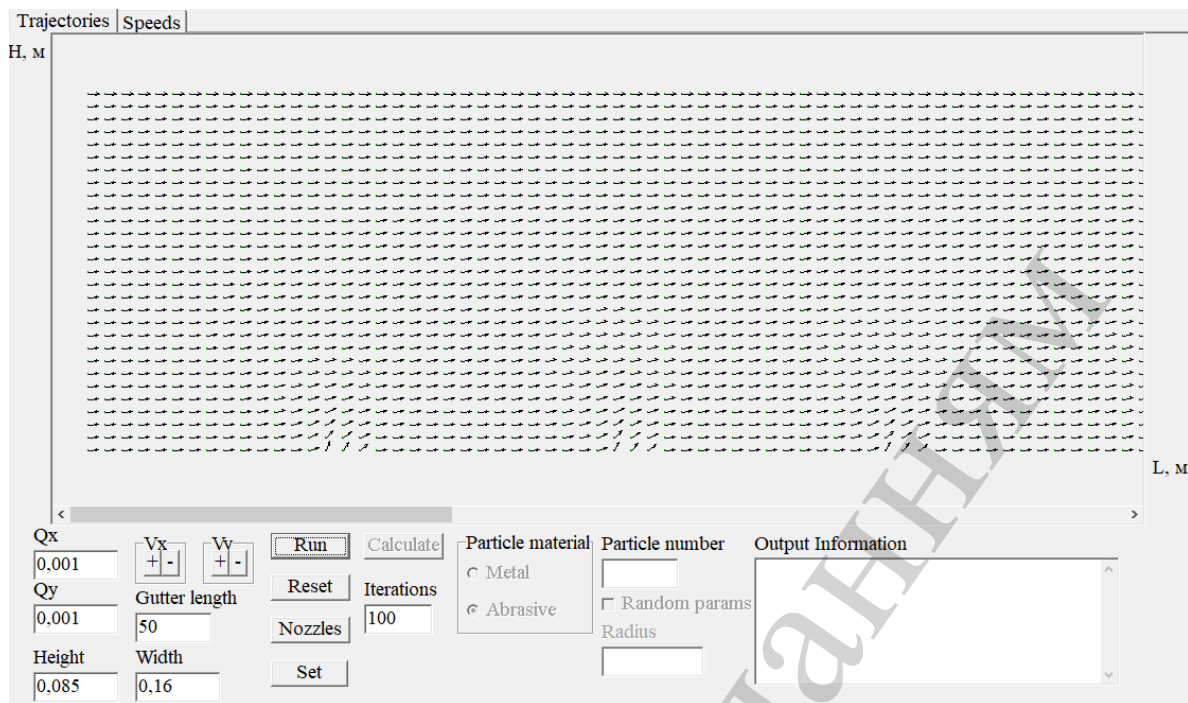 Trajectories Speeds
H, м
L, м
Qx
0,001
Vx Vy
+ - + -
Run Calculate
Particle material
Metal
Abrasive
Particle number
Output Information
Qy
0,001
Gutter length
50
Reset
Iterations
100
Random params
Radius
Nozzles
Height
0,085
Width
0,16
Set
анням